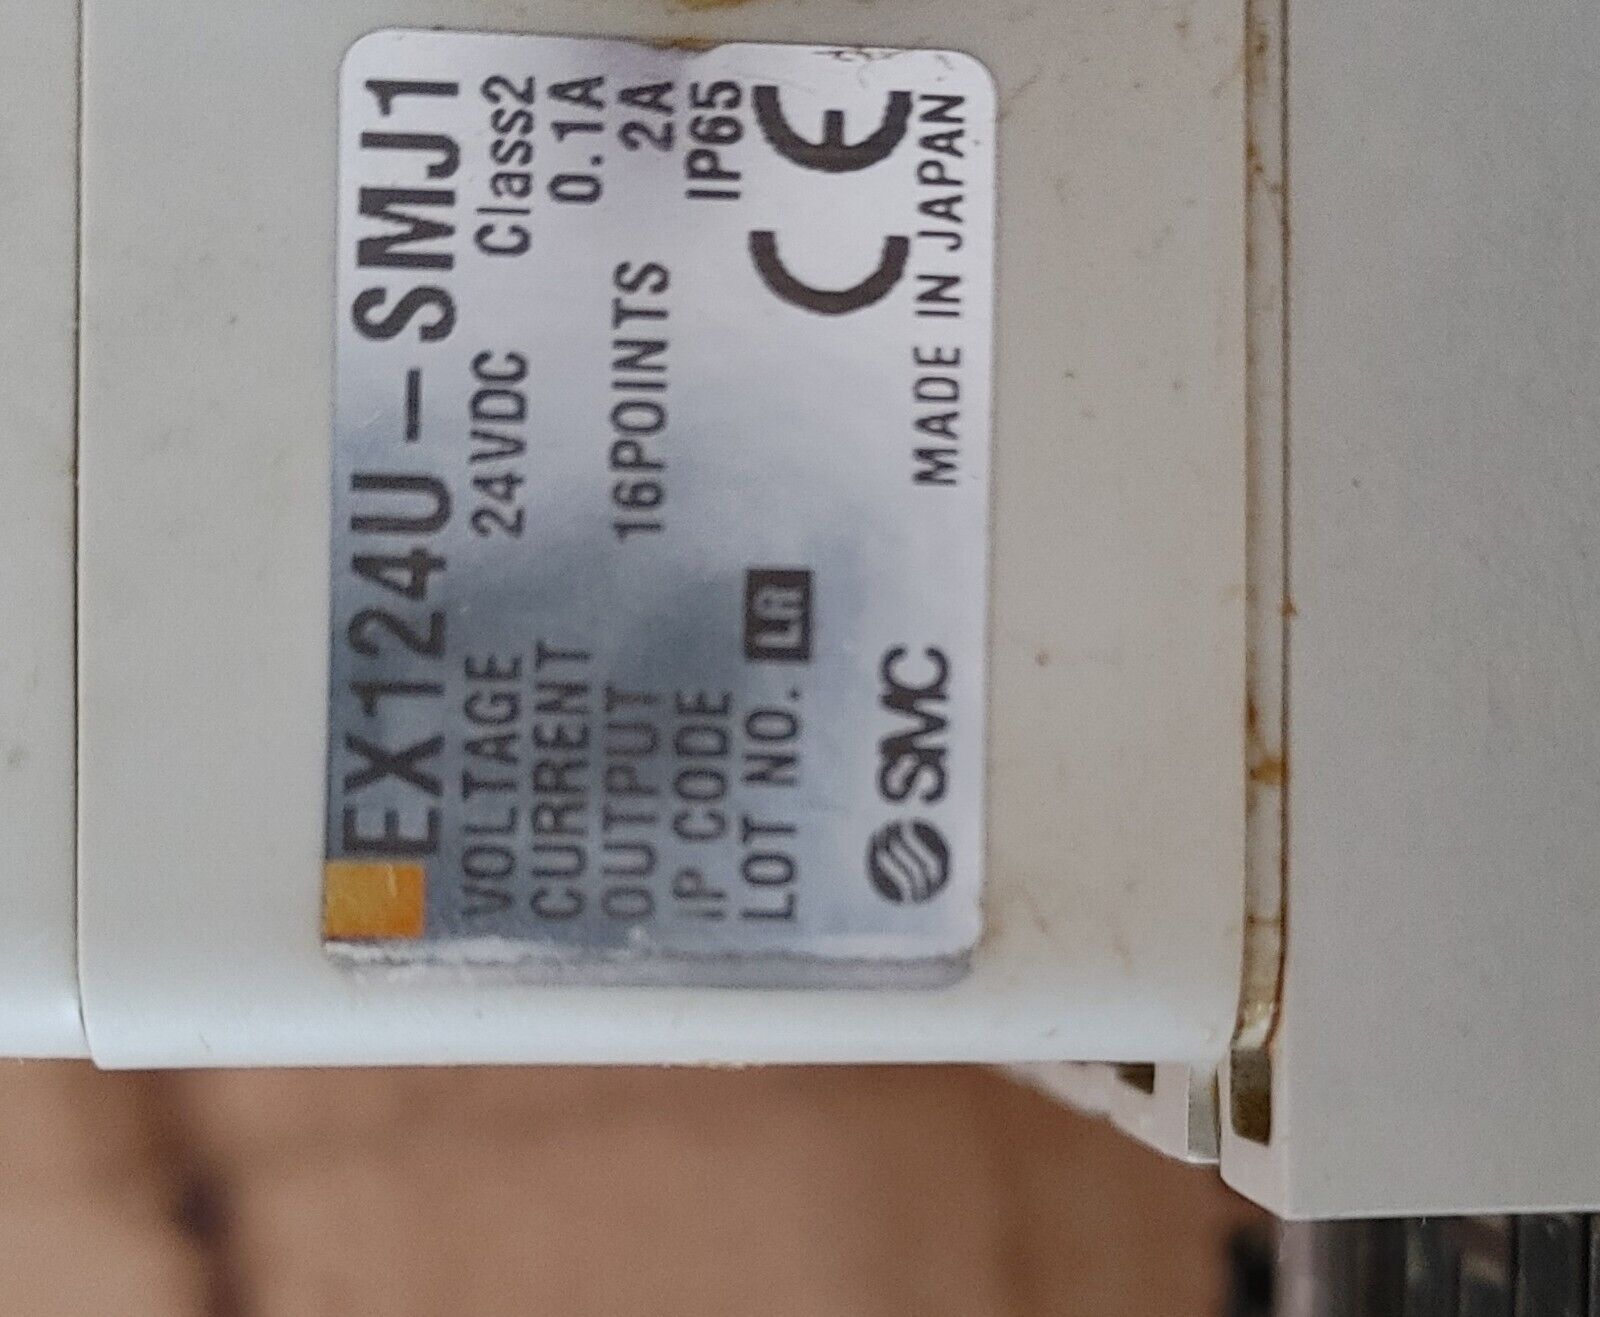 EX124U-SMJ1
VOLTAGE 24VDC Class2
CURRENT 0.1A
OUTPUT 16POINTS 2A
IP CODE IP65
LOT NO. LR
SMC CE
MADE IN JAPAN